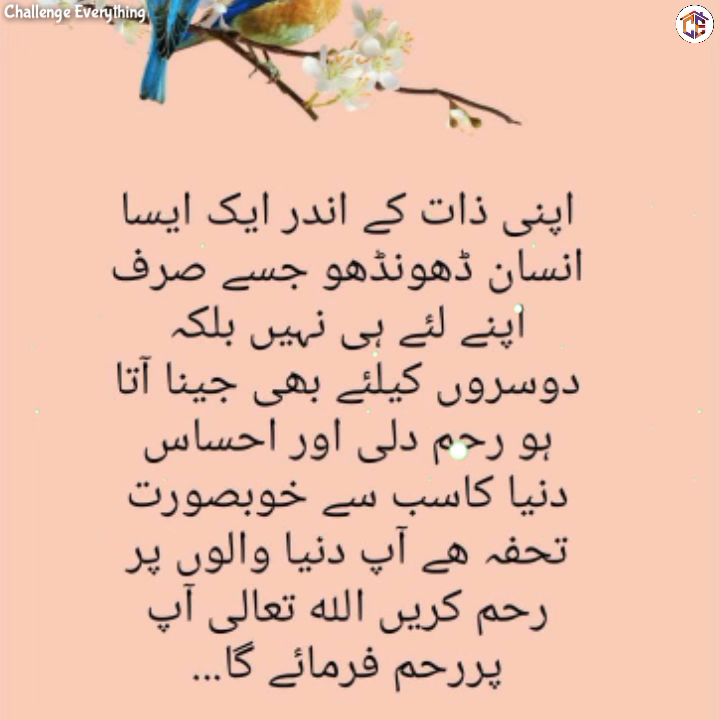 Challenge Everything
اپنی ذات کے اندر ایک ایسا
انسان ڈھونڈھو جسے صرف
اپنے لئے ہی نہیں بلکہ
دوسروں کیلئے بھی جینا آتا
ہو رحم دلی اور احساس
دنیا کاسب سے خوبصورت
تحفہ ھے آپ دنیا والوں پر
رحم کریں اللہ تعالی آپ
پررحم فرمائے گا...